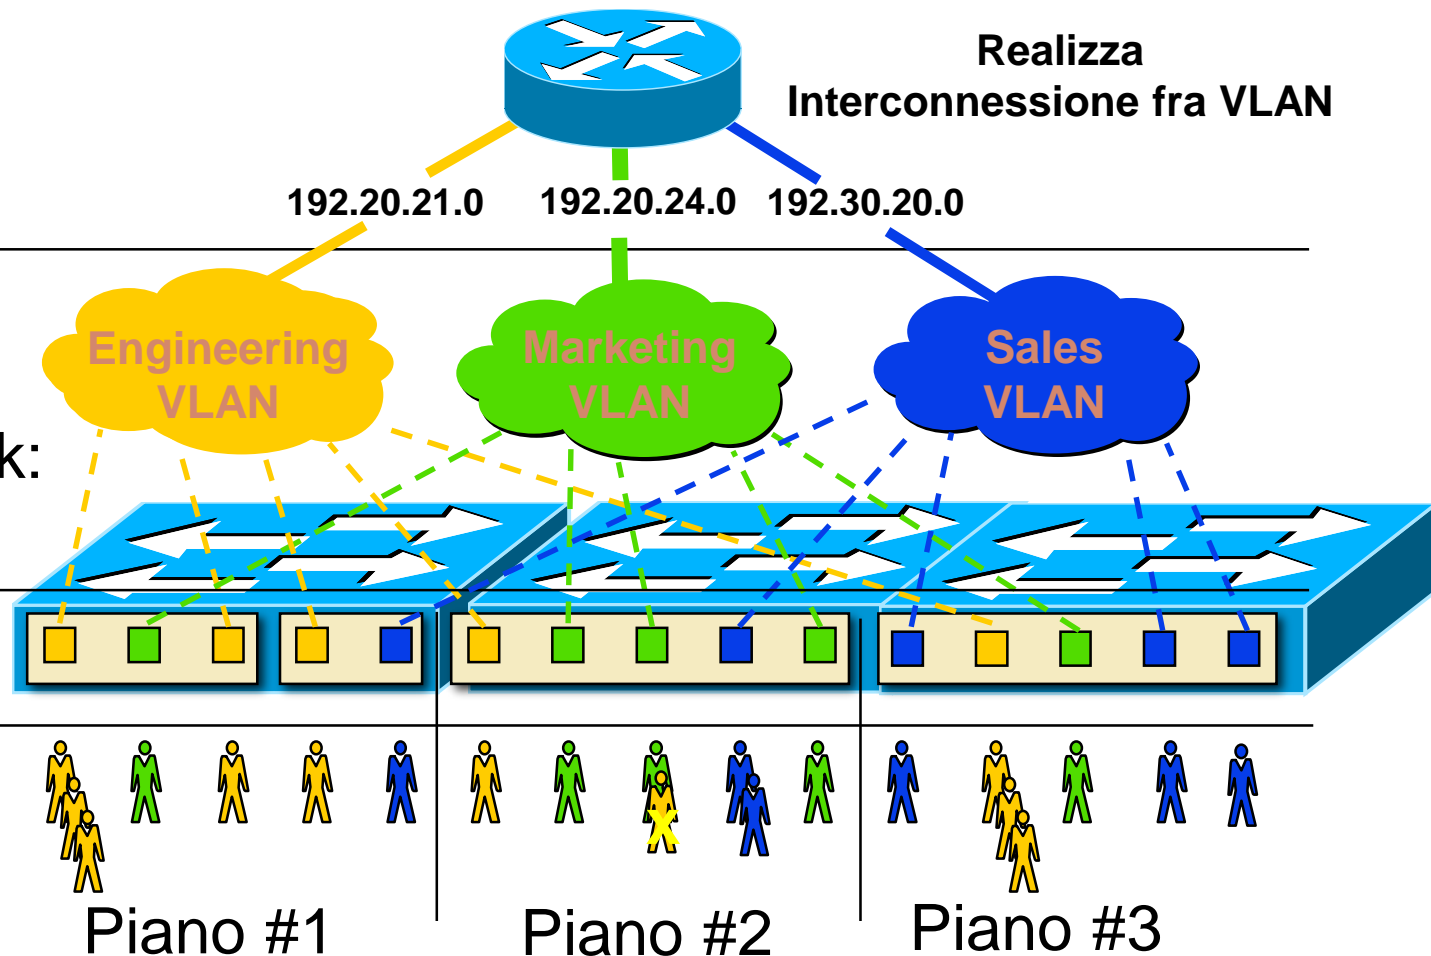 Realizza
Interconnessione fra VLAN
192.20.21.0
192.20.24.0
192.30.20.0
Engineering
VLAN
Marketing
VLAN
Sales
VLAN
k:
X
Piano #1
Piano #2
Piano #3